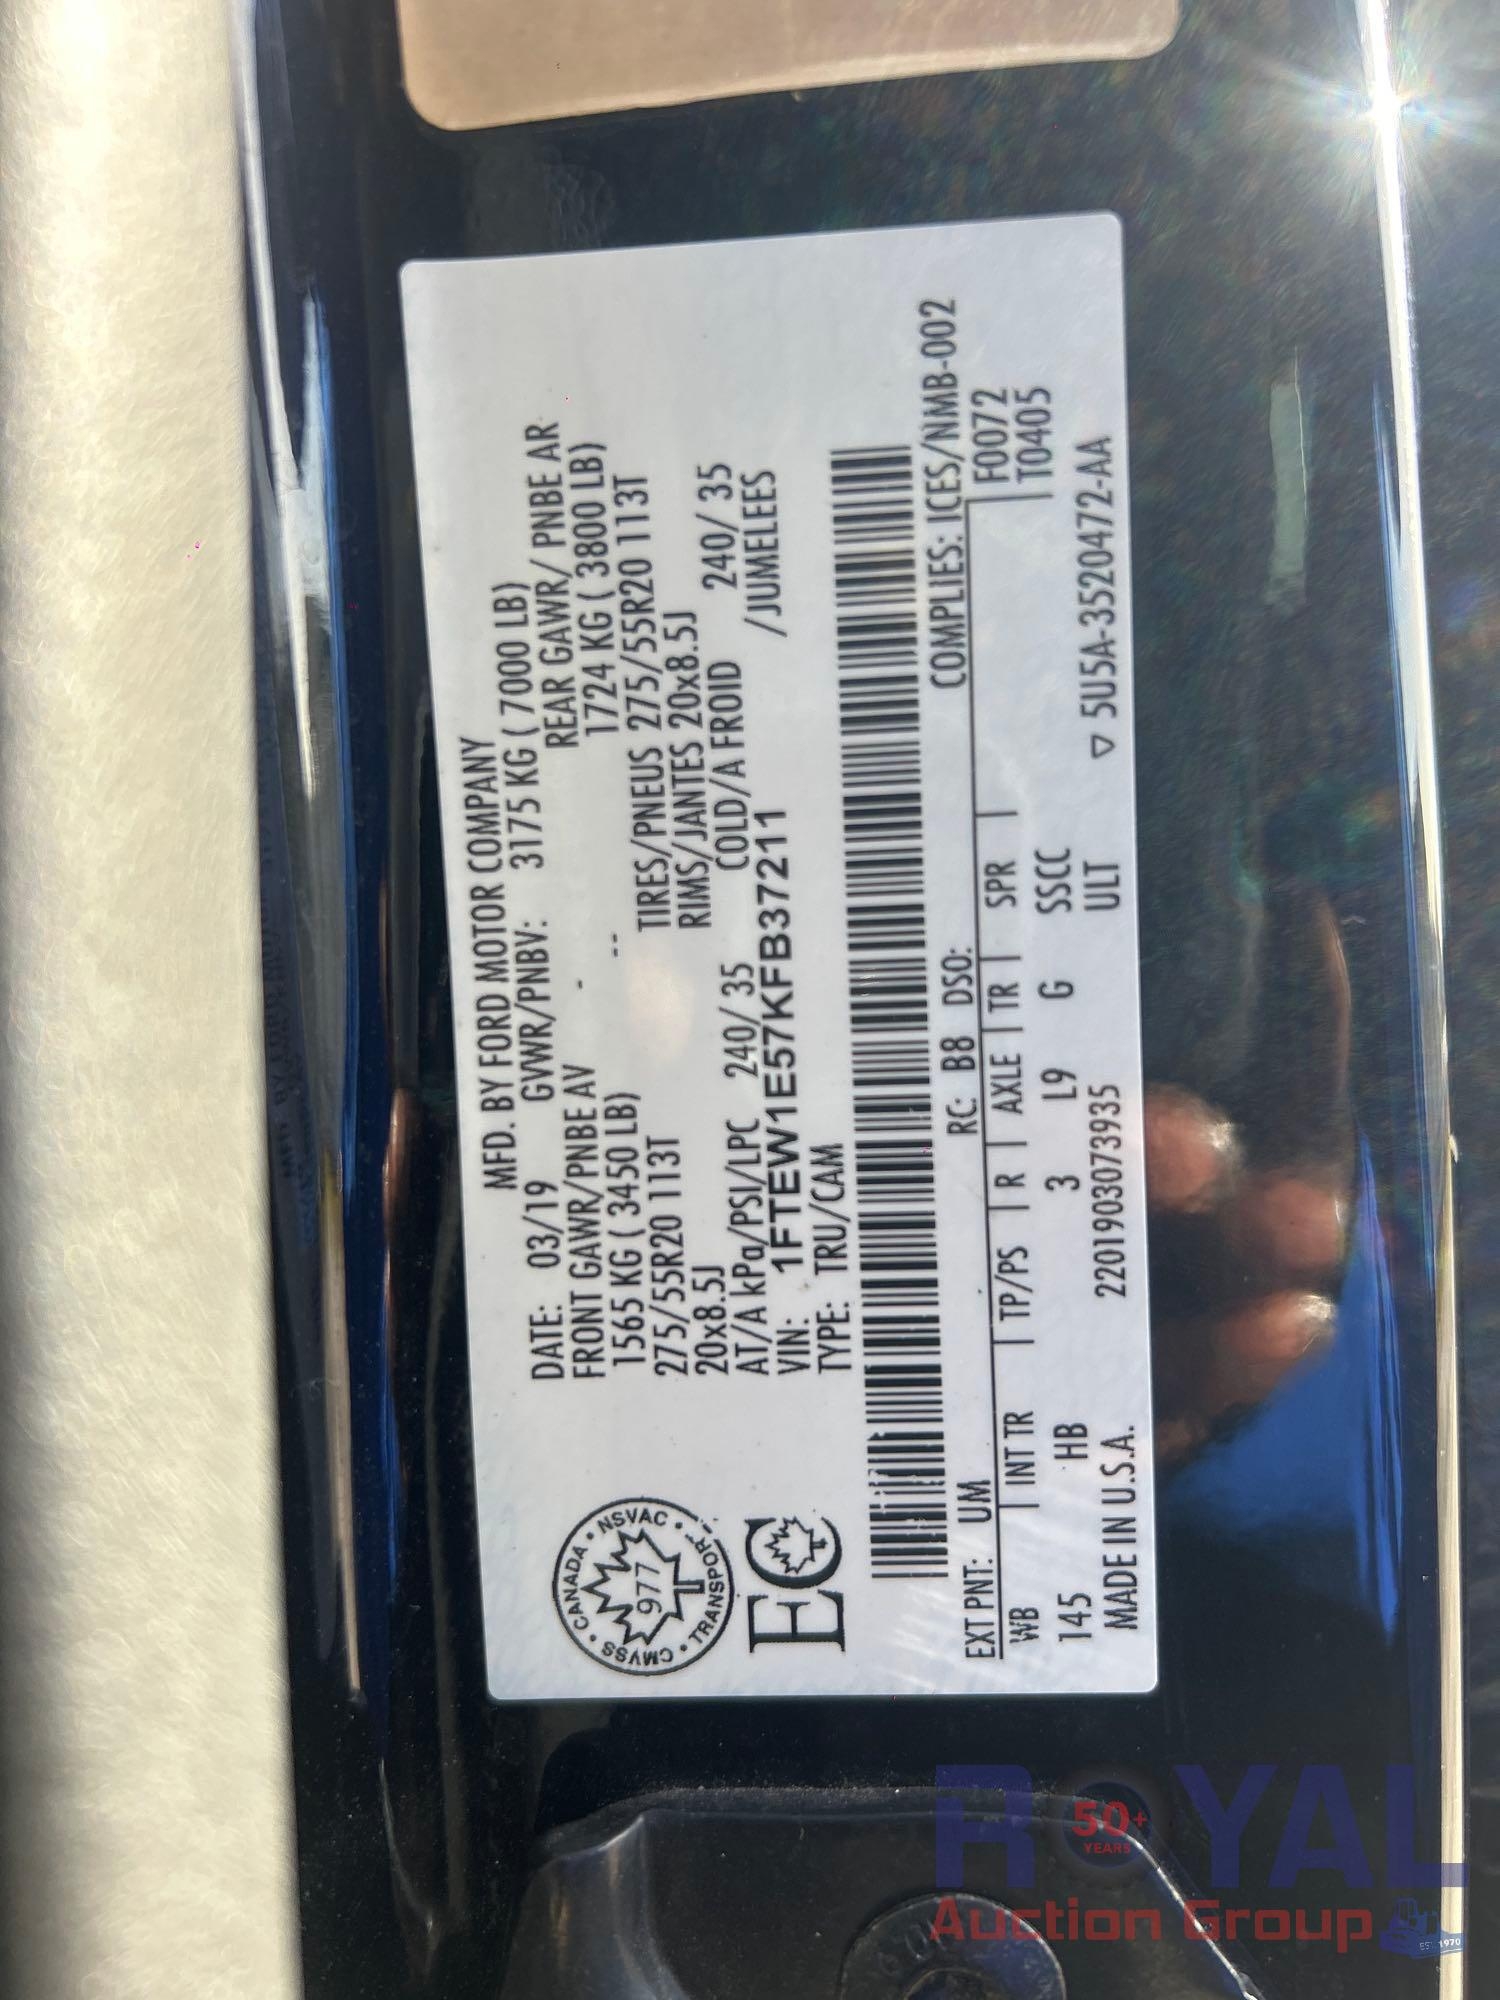 MFD. BY FORD MOTOR COMPANY
DATE: 03/19 GVWR/PNBV: 3175 KG ( 7000 LB)
FRONT GAWR/PNBE AV - REAR GAWR/ PNBE AR
1565 KG ( 3450 LB) -- 1724 KG ( 3800 LB)
275/55R20 113T TIRES/PNEUS 275/55R20 113T
20x8.5J RIMS/JANTES 20x8.5J
AT/A kPa/PSI/LPC 240/ 35 COLD/A FROID 240/ 35
VIN: 1FTEW1E57KFB37211 /JUMELEES
TYPE: TRU/CAM
CANADA • NSVAC • TRANSPORT • CMVSS •
977
EC
COMPLIES: ICES/NMB-002
EXT PNT: UM RC: B8 DSO: F0072
WB | INT TR | TP/PS | R | AXLE | TR | SPR | T0405
145 HB 3 L9 G SSCC
MADE IN U.S.A. 2201903073935 ULT ▽ 5U5A-3520472-AA
ROYAL
50+
YEARS
Auction Group
EST. 1970